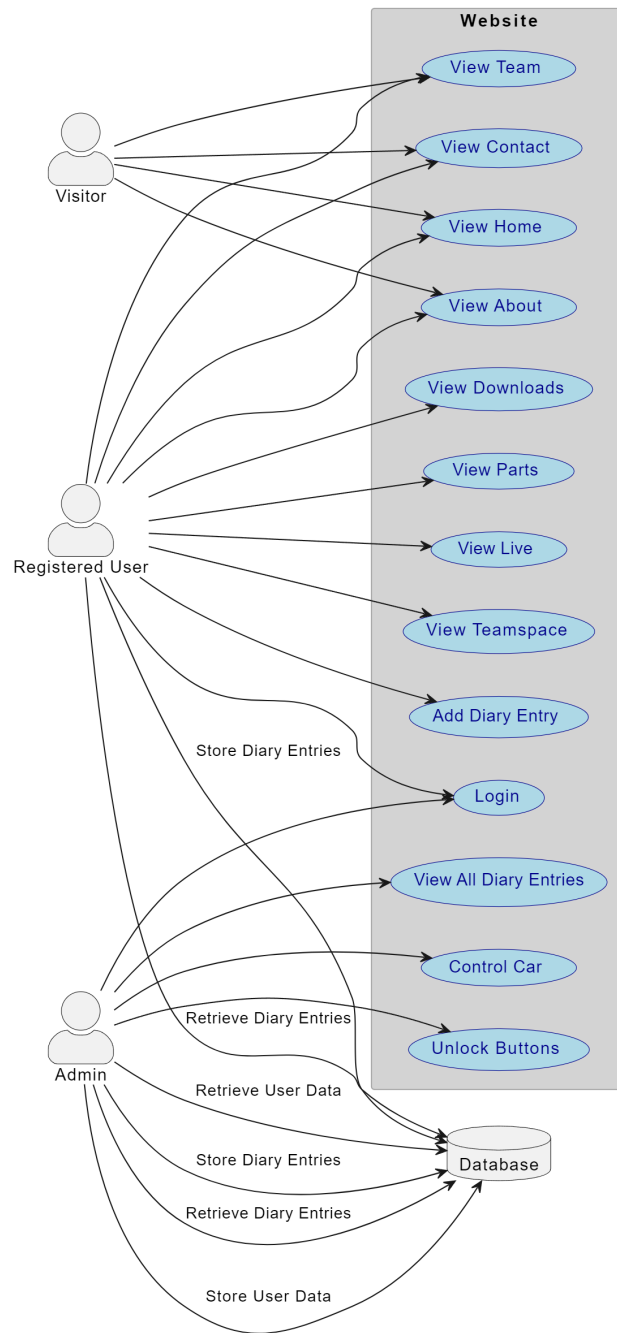 Website
View Team
View Contact
Visitor
View Home
View About
View Downloads
View Parts
View Live
Registered User
View Teamspace
Add Diary Entry
Store Diary Entries
Login
View All Diary Entries
Control Car
Retrieve Diary Entries
Unlock Buttons
Admin
Retrieve User Data
Store Diary Entries
Database
Retrieve Diary Entries
Store User Data